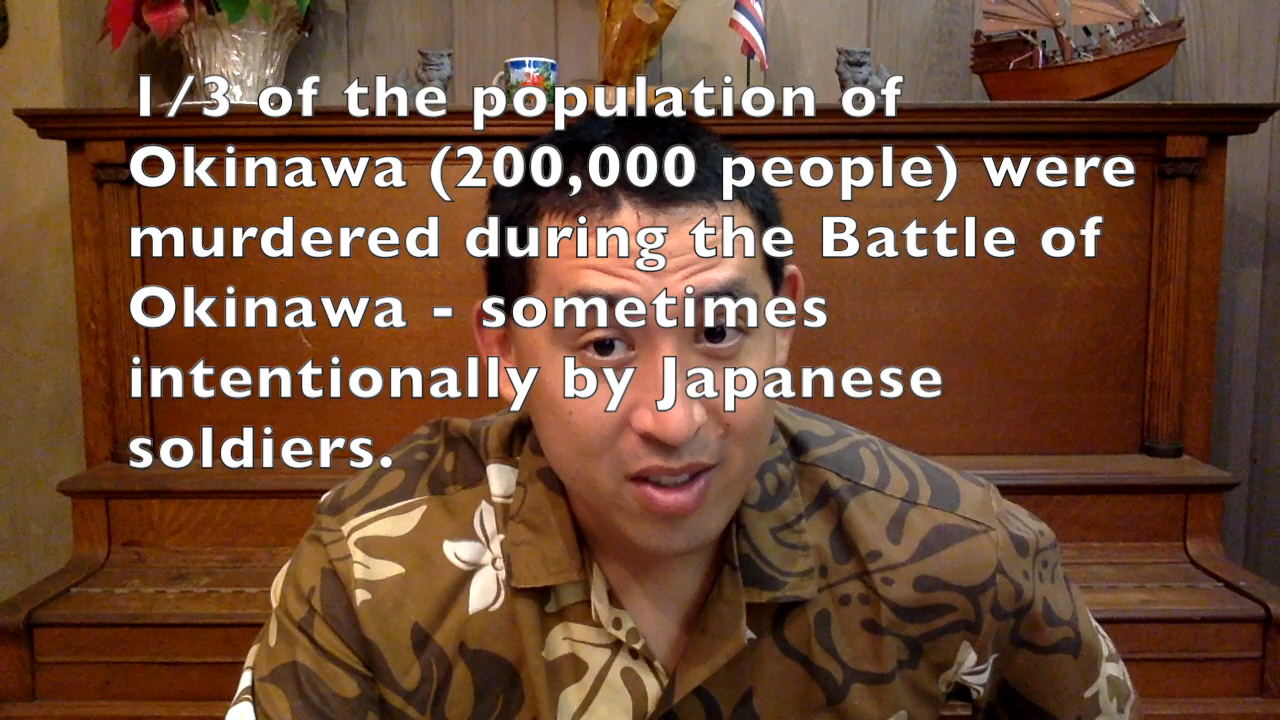 1/3 of the population of
Okinawa (200,000 people) were
murdered during the Battle of
Okinawa - sometimes
intentionally by Japanese
soldiers.